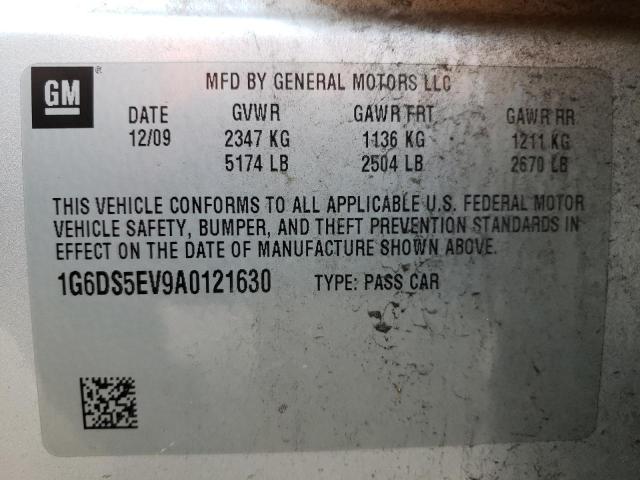 GM®
MFD BY GENERAL MOTORS LLC
DATE GVWR GAWR FRT GAWR RR
12/09 2347 KG 1136 KG 1211 KG
5174 LB 2504 LB 2670 LB
THIS VEHICLE CONFORMS TO ALL APPLICABLE U.S. FEDERAL MOTOR
VEHICLE SAFETY, BUMPER, AND THEFT PREVENTION STANDARDS IN
EFFECT ON THE DATE OF MANUFACTURE SHOWN ABOVE.
1G6DS5EV9A0121630 TYPE: PASS CAR